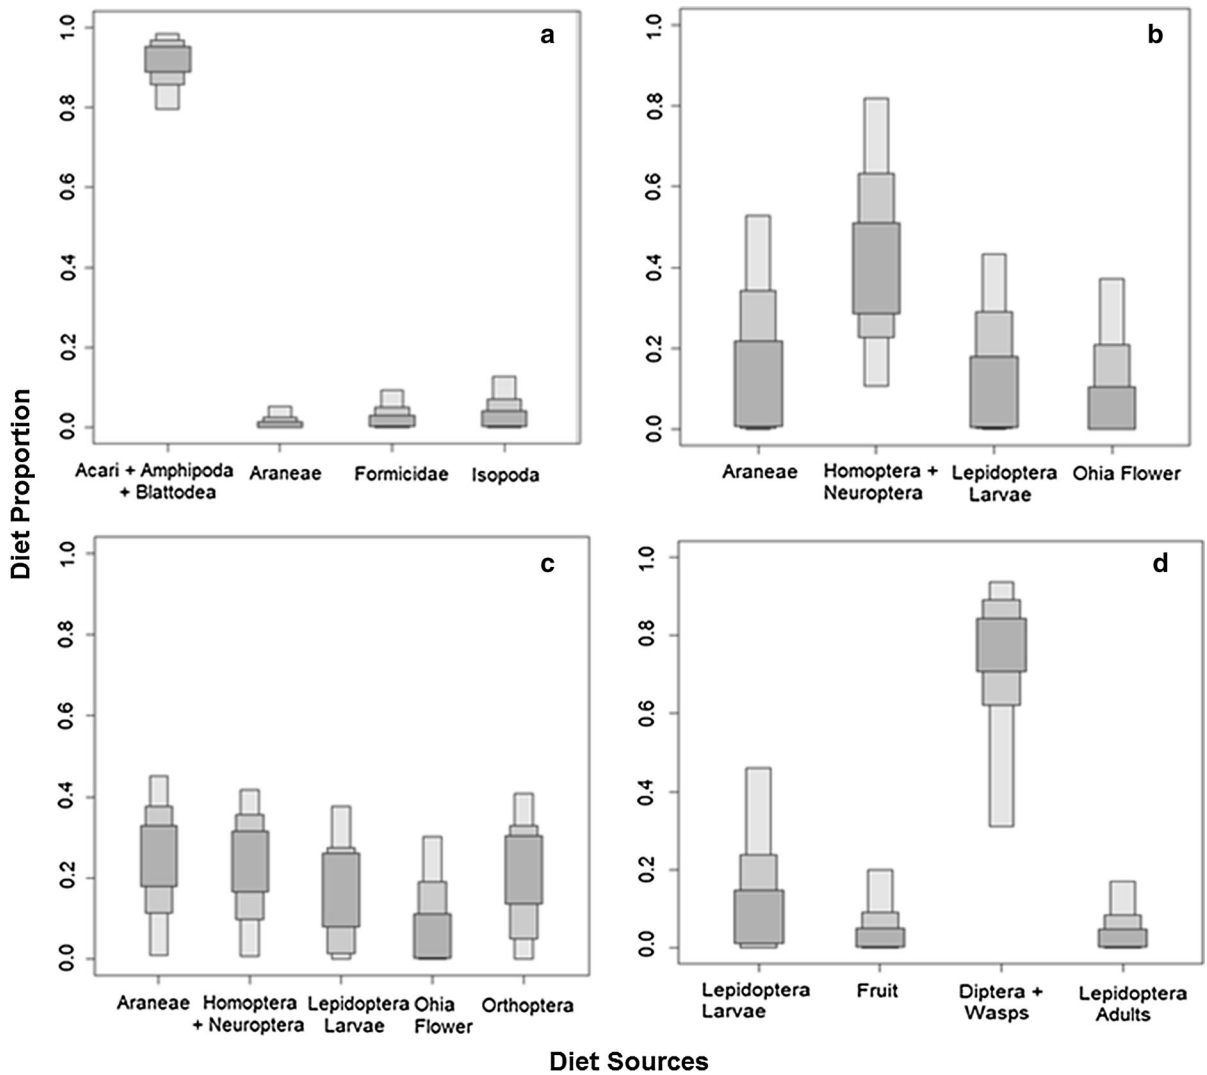 Diet Proportion
a
1.0
0.8
0.6
0.4
0.2
0.0
Acari + Amphipoda
+ Blattodea
Araneae
Formicidae
Isopoda
b
1.0
0.8
0.6
0.4
0.2
0.0
Araneae
Homoptera +
Neuroptera
Lepidoptera
Larvae
Ohia Flower
c
1.0
0.8
0.6
0.4
0.2
0.0
Araneae
Homoptera
+ Neuroptera
Lepidoptera
Larvae
Ohia
Flower
Orthoptera
d
1.0
0.8
0.6
0.4
0.2
0.0
Lepidoptera
Larvae
Fruit
Diptera +
Wasps
Lepidoptera
Adults
Diet Sources